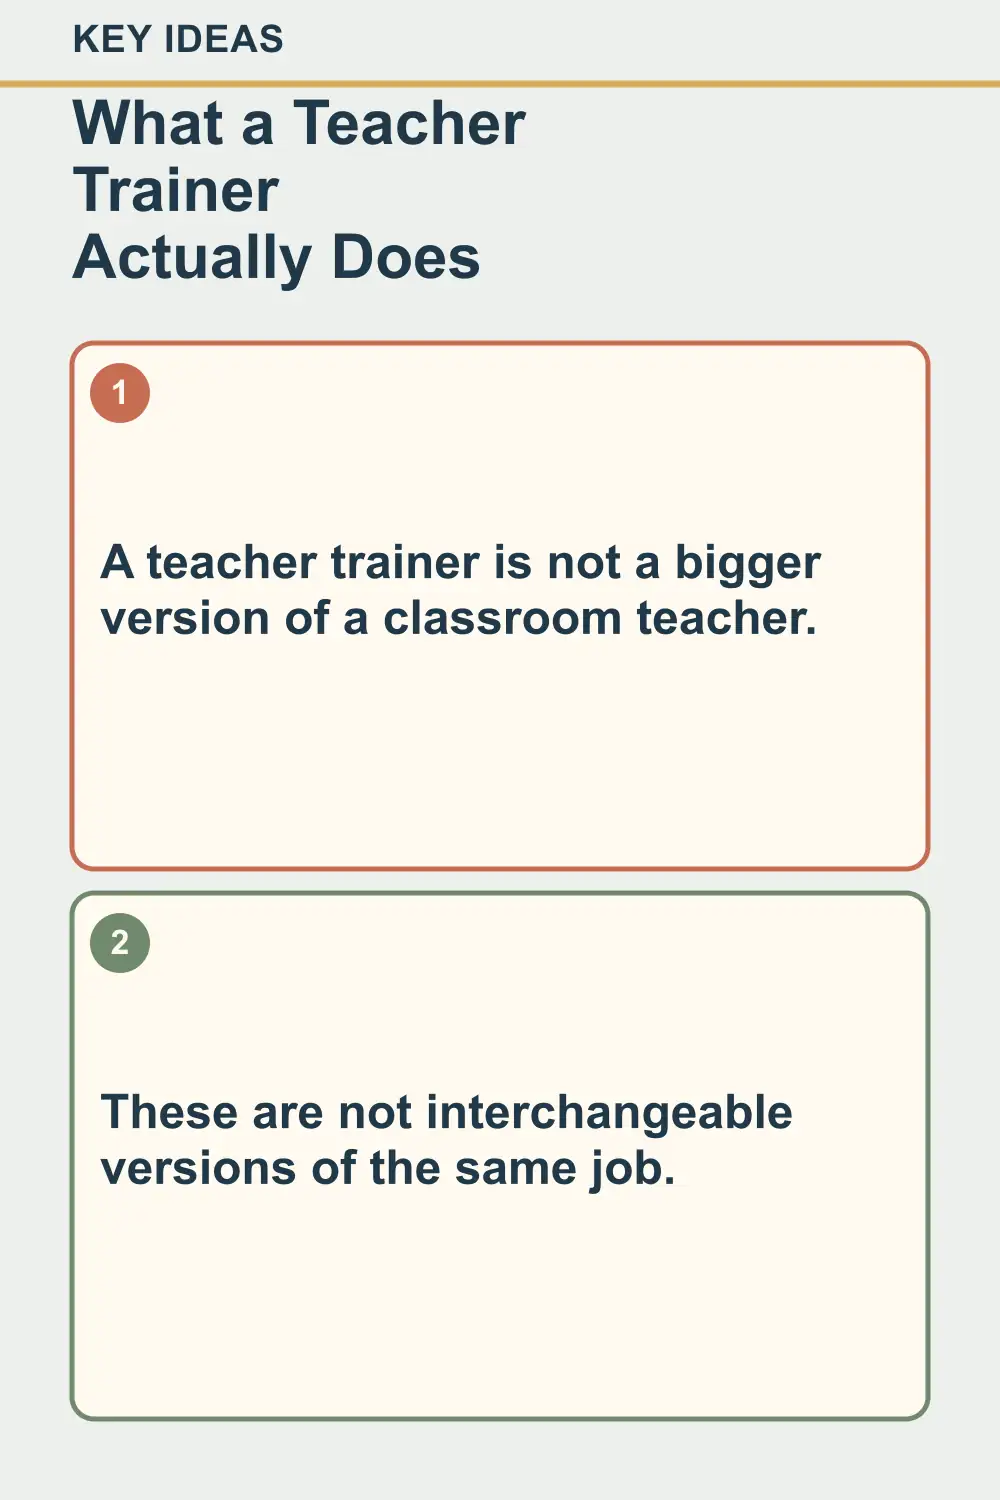 KEY IDEAS
What a Teacher
Trainer
Actually Does
1
A teacher trainer is not a bigger
version of a classroom teacher.
2
These are not interchangeable
versions of the same job.